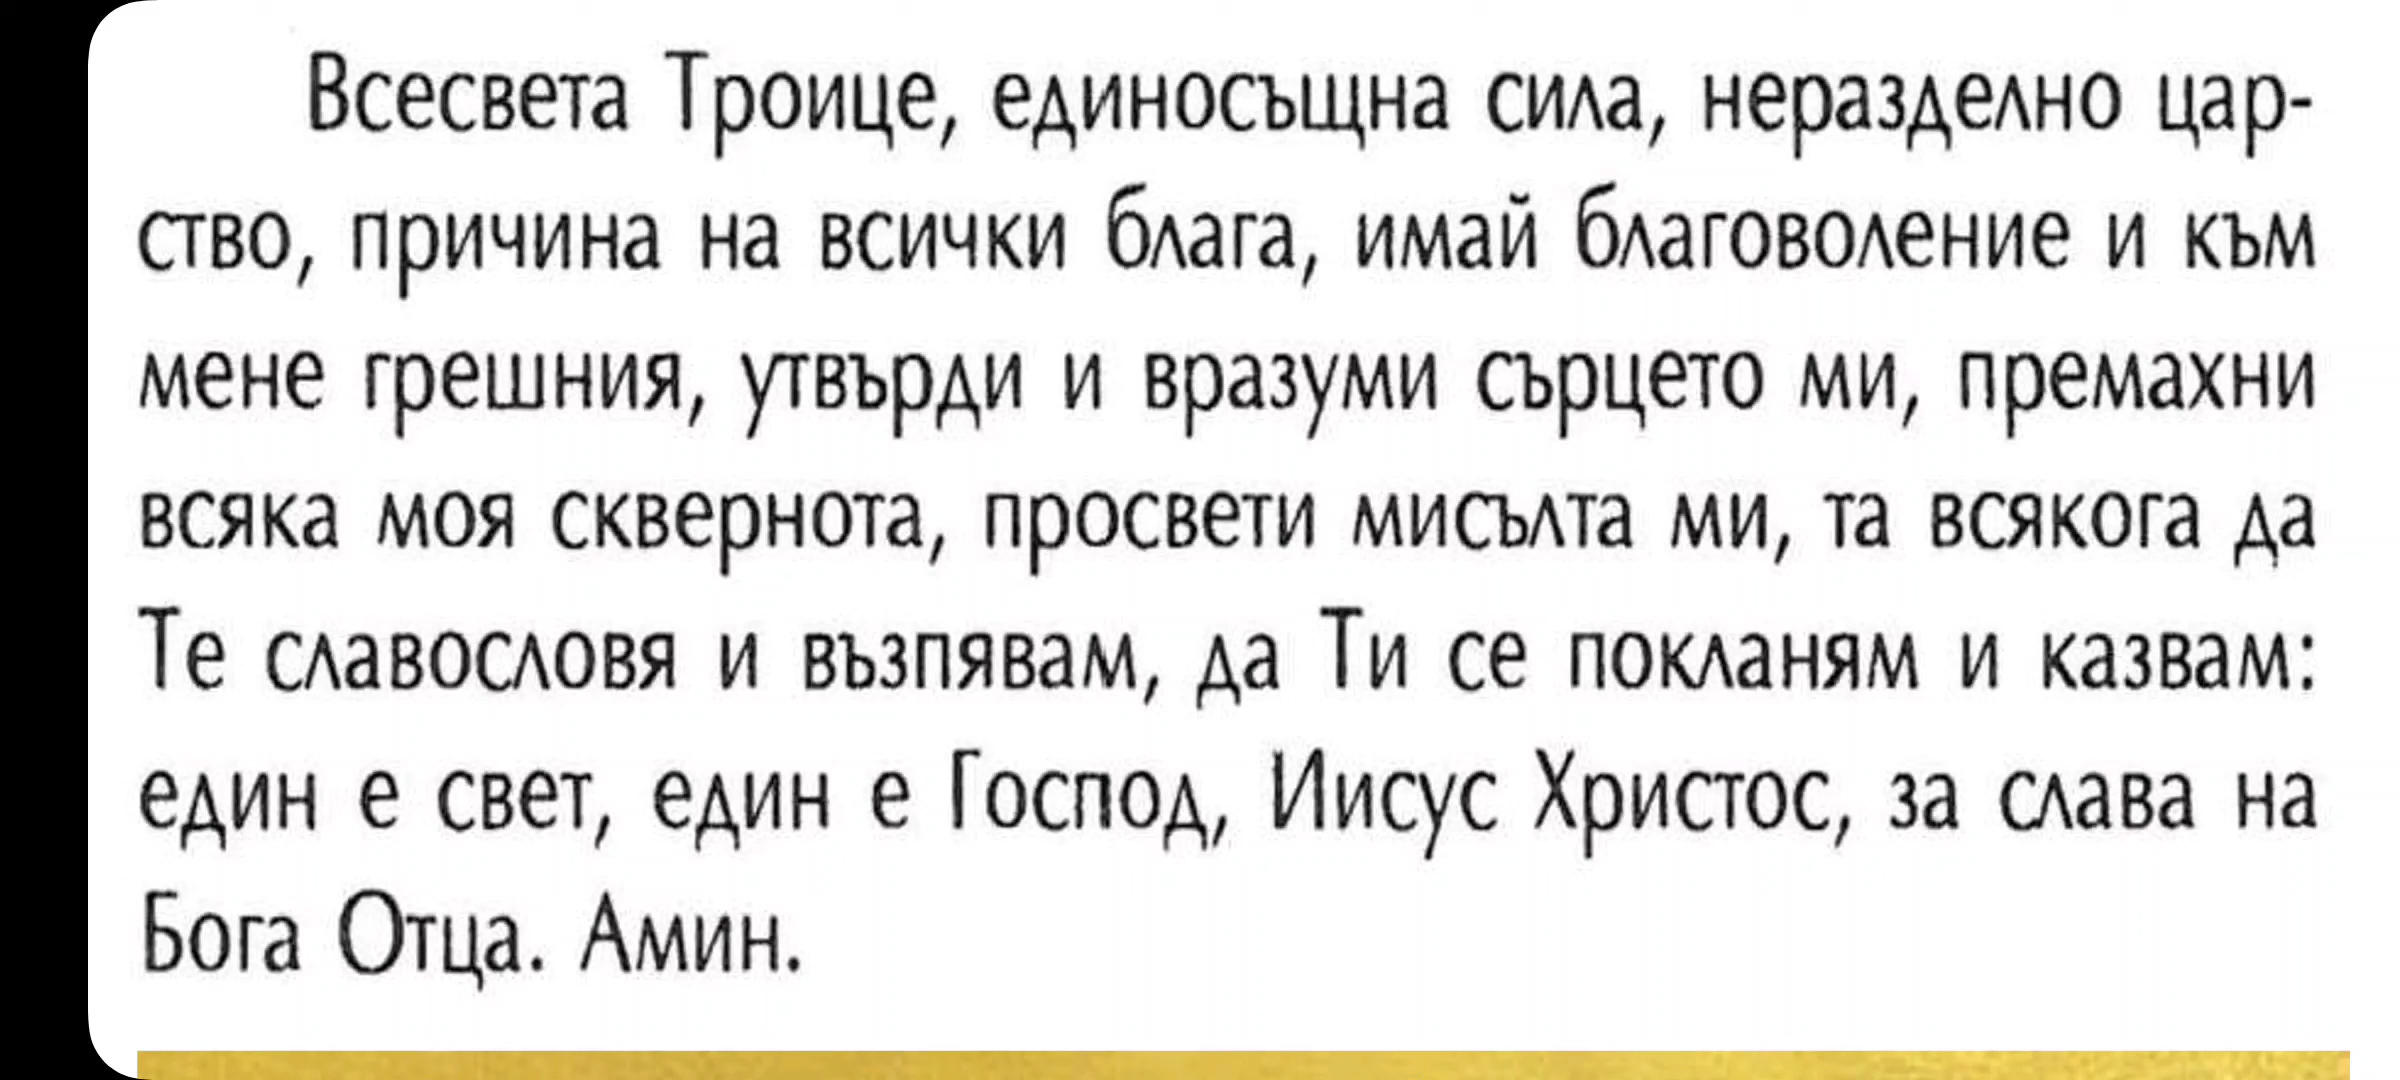 Всесвета Троице, единосъщна сила, неразделно цар-
ство, причина на всички блага, имай благоволение и към
мене грешния, утвърди и вразуми сърцето ми, премахни
всяка моя сквернота, просвети мисълта ми, та всякога да
Те славословя и възпявам, да Ти се покланям и казвам:
един е свет, един е Господ, Иисус Христос, за слава на
Бога Отца. Амин.